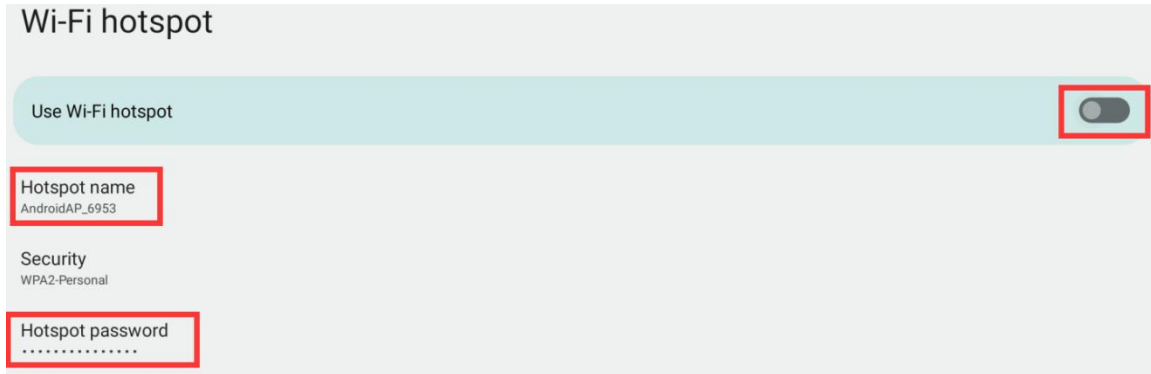 Wi-Fi hotspot
Use Wi-Fi hotspot
Hotspot name
AndroidAP_6953
Security
WPA2-Personal
Hotspot password
•••••••••••••••